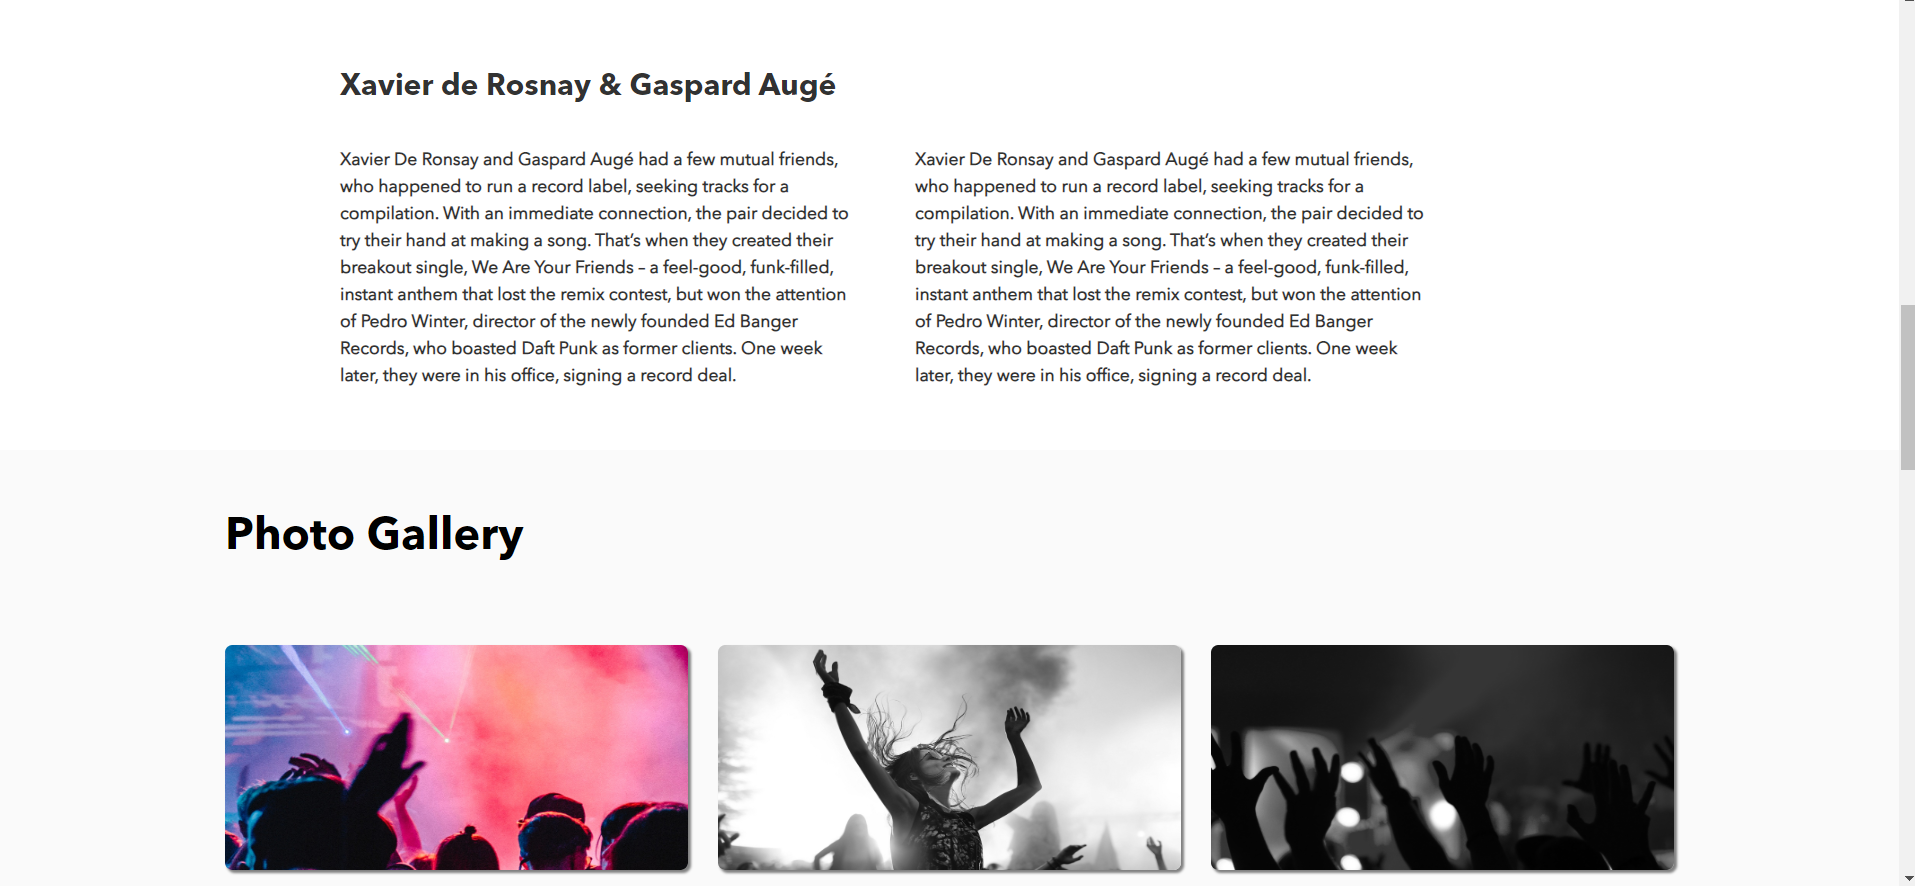 Xavier de Rosnay & Gaspard Augé
Xavier De Ronsay and Gaspard Augé had a few mutual friends,
who happened to run a record label, seeking tracks for a
compilation. With an immediate connection, the pair decided to
try their hand at making a song. That’s when they created their
breakout single, We Are Your Friends – a feel-good, funk-filled,
instant anthem that lost the remix contest, but won the attention
of Pedro Winter, director of the newly founded Ed Banger
Records, who boasted Daft Punk as former clients. One week
later, they were in his office, signing a record deal.
Xavier De Ronsay and Gaspard Augé had a few mutual friends,
who happened to run a record label, seeking tracks for a
compilation. With an immediate connection, the pair decided to
try their hand at making a song. That’s when they created their
breakout single, We Are Your Friends – a feel-good, funk-filled,
instant anthem that lost the remix contest, but won the attention
of Pedro Winter, director of the newly founded Ed Banger
Records, who boasted Daft Punk as former clients. One week
later, they were in his office, signing a record deal.
Photo Gallery